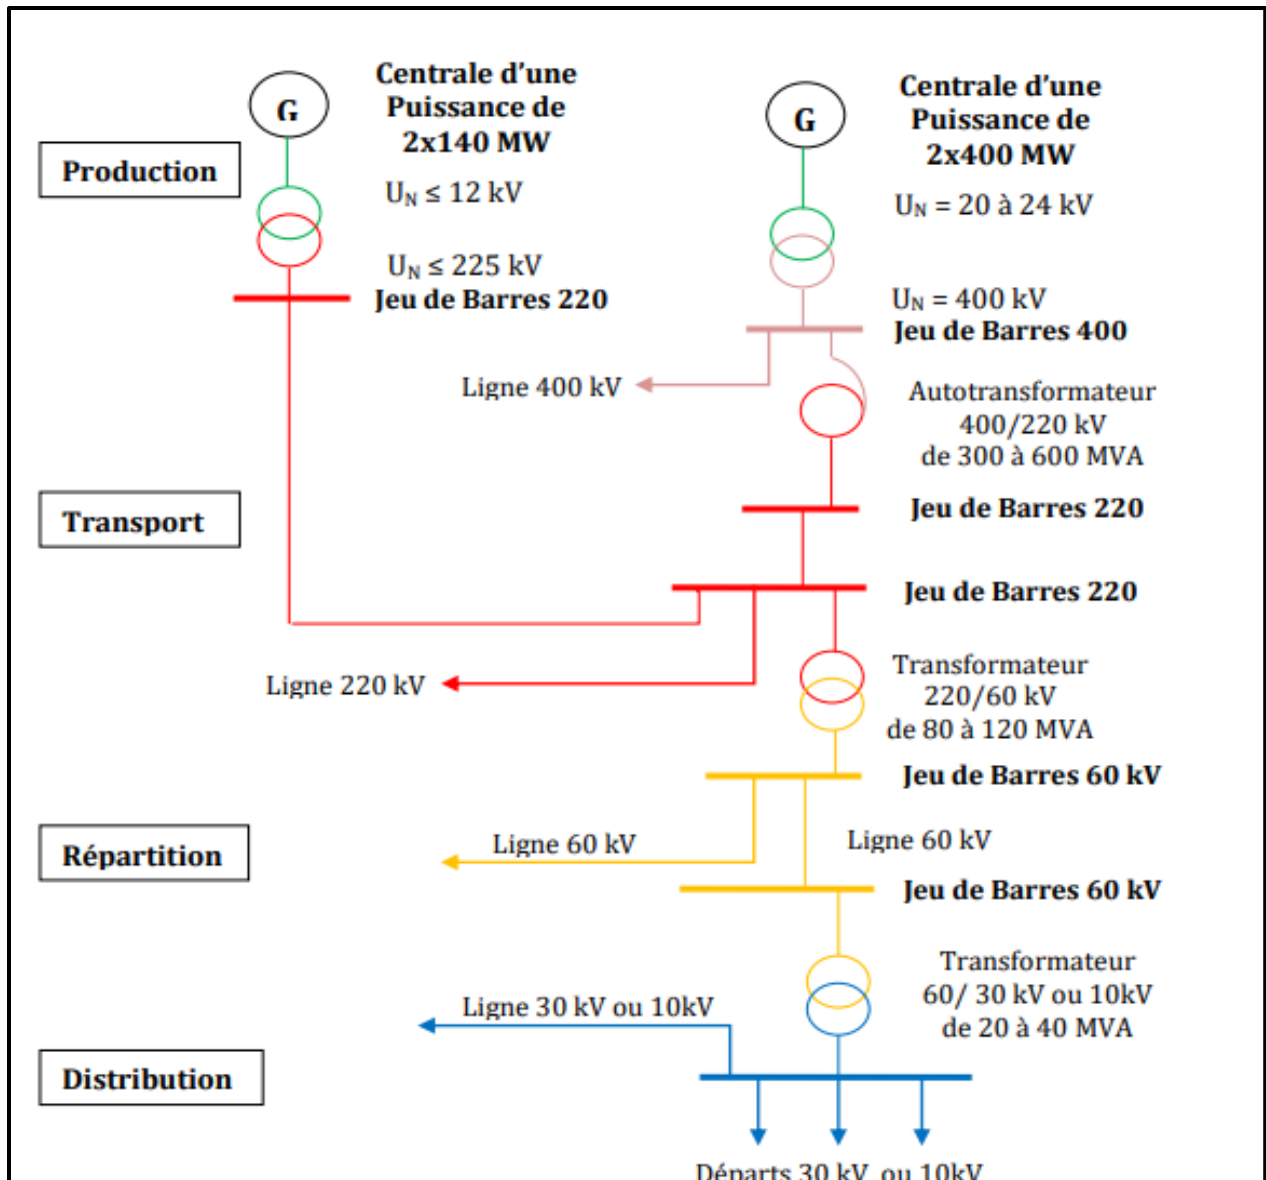 Centrale d'une
Puissance de
2x140 MW
G
Centrale d'une
Puissance de
2x400 MW
G
Production
U_N ≤ 12 kV
U_N = 20 à 24 kV
U_N ≤ 225 kV
Jeu de Barres 220
U_N = 400 kV
Jeu de Barres 400
Ligne 400 kV
Autotransformateur
400/220 kV
de 300 à 600 MVA
Transport
Jeu de Barres 220
Jeu de Barres 220
Ligne 220 kV
Transformateur
220/60 kV
de 80 à 120 MVA
Jeu de Barres 60 kV
Répartition
Ligne 60 kV
Ligne 60 kV
Jeu de Barres 60 kV
Transformateur
60/ 30 kV ou 10kV
de 20 à 40 MVA
Ligne 30 kV ou 10kV
Distribution
Départs 30 kV ou 10kV